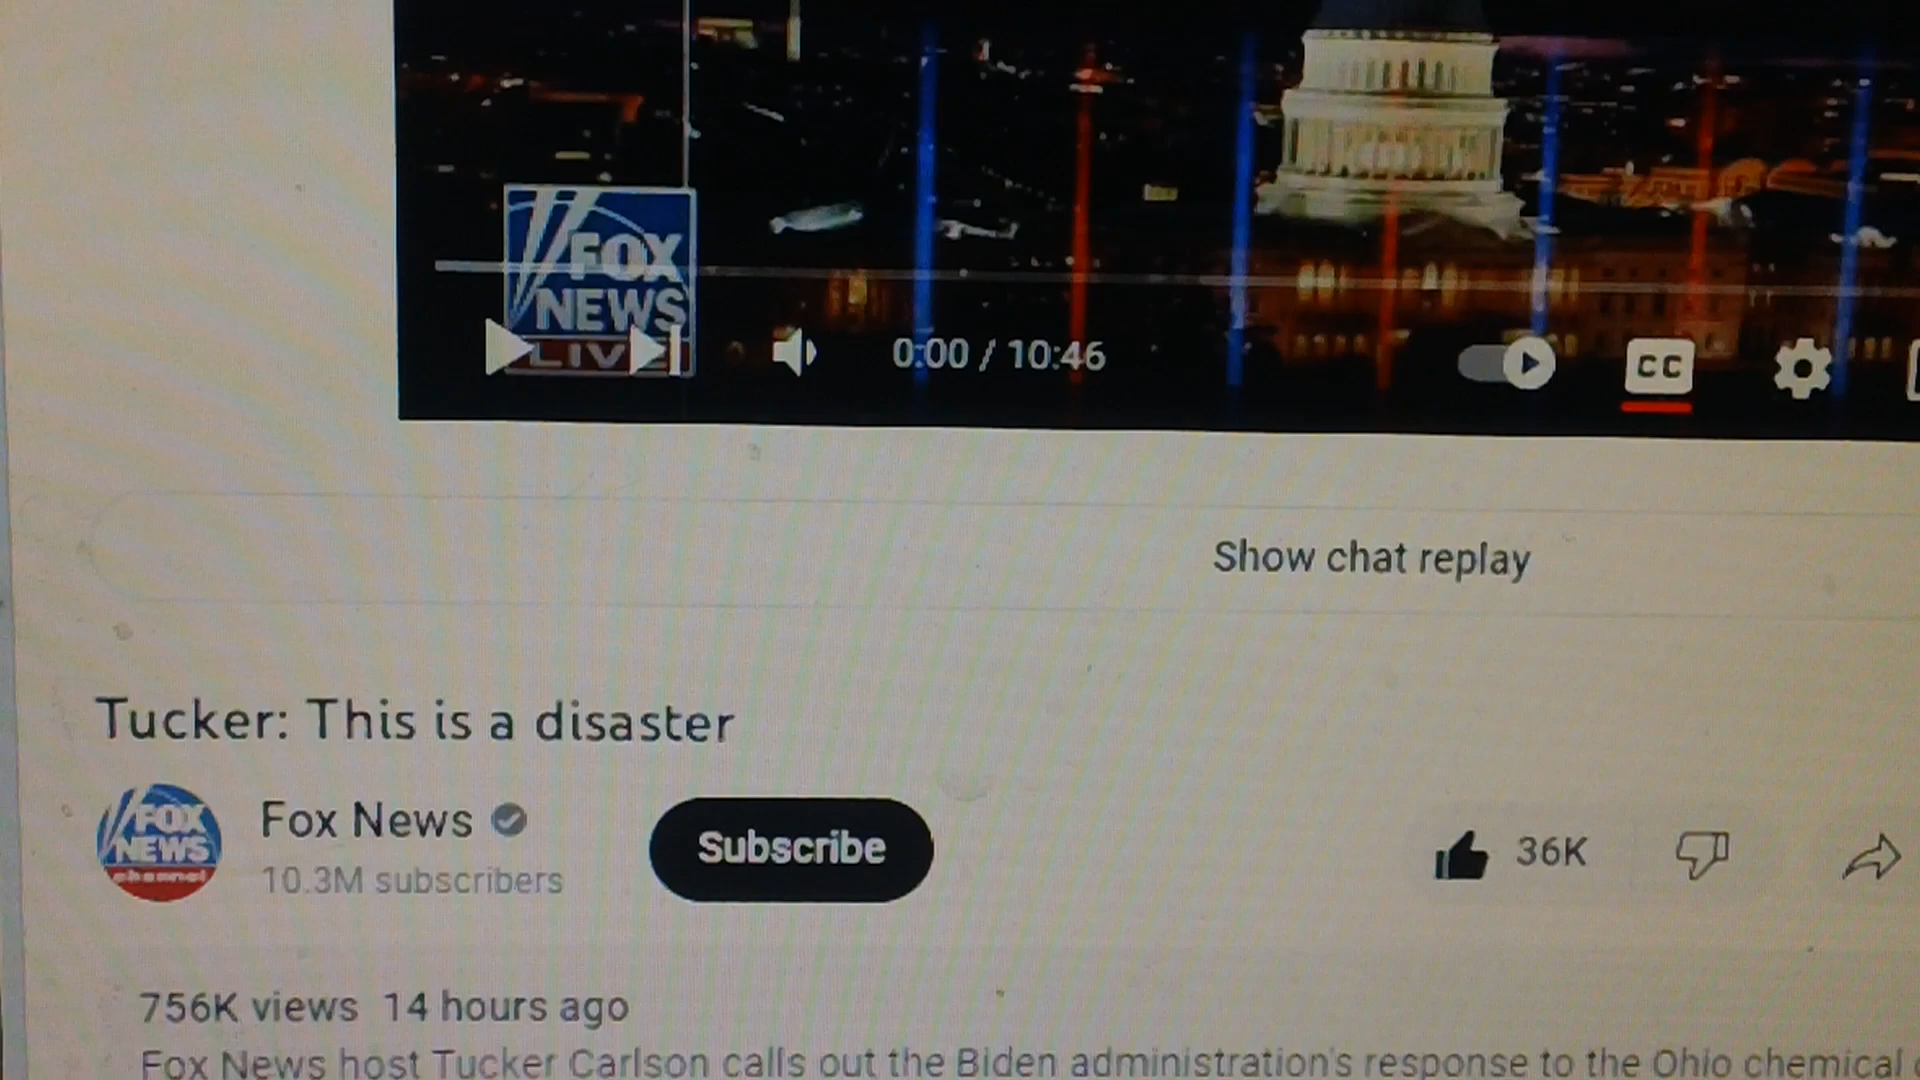 FOX
NEWS
LIVE
0:00 / 10:46
CC
Show chat replay
Tucker: This is a disaster
FOX
NEWS
channel
Fox News
10.3M subscribers
Subscribe
36K
756K views 14 hours ago
Fox News host Tucker Carlson calls out the Biden administration's response to the Ohio chemical